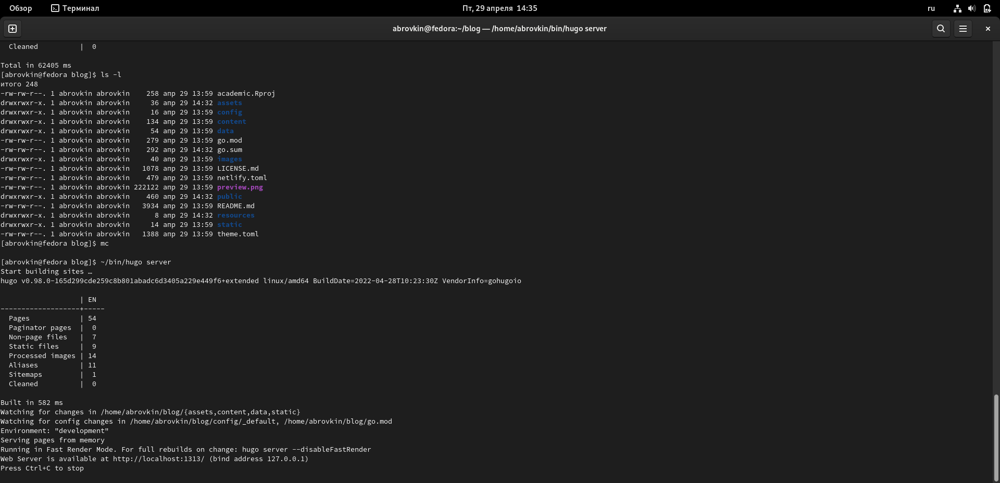 Обзор Терминал Пт, 29 апреля 14:35 ru
abrovkin@fedora:~/blog — /home/abrovkin/bin/hugo server
  Cleaned          |  0
Total in 62405 ms
[abrovkin@fedora blog]$ ls -l
итого 248
-rw-rw-r--. 1 abrovkin abrovkin    258 апр 29 13:59 academic.Rproj
drwxrwxr-x. 1 abrovkin abrovkin     36 апр 29 14:32 assets
drwxrwxr-x. 1 abrovkin abrovkin     16 апр 29 13:59 config
drwxrwxr-x. 1 abrovkin abrovkin    134 апр 29 13:59 content
drwxrwxr-x. 1 abrovkin abrovkin     54 апр 29 13:59 data
-rw-rw-r--. 1 abrovkin abrovkin    279 апр 29 13:59 go.mod
-rw-rw-r--. 1 abrovkin abrovkin    292 апр 29 14:32 go.sum
drwxrwxr-x. 1 abrovkin abrovkin     40 апр 29 13:59 images
-rw-rw-r--. 1 abrovkin abrovkin   1078 апр 29 13:59 LICENSE.md
-rw-rw-r--. 1 abrovkin abrovkin    479 апр 29 13:59 netlify.toml
-rw-rw-r--. 1 abrovkin abrovkin 222122 апр 29 13:59 preview.png
drwxrwxr-x. 1 abrovkin abrovkin    460 апр 29 14:32 public
-rw-rw-r--. 1 abrovkin abrovkin   3934 апр 29 13:59 README.md
drwxrwxr-x. 1 abrovkin abrovkin      8 апр 29 14:32 resources
drwxrwxr-x. 1 abrovkin abrovkin     14 апр 29 13:59 static
-rw-rw-r--. 1 abrovkin abrovkin   1388 апр 29 13:59 theme.toml
[abrovkin@fedora blog]$ mc
[abrovkin@fedora blog]$ ~/bin/hugo server
Start building sites …
hugo v0.98.0-165d299cde259c8b801abadc6d3405a229e449f6+extended linux/amd64 BuildDate=2022-04-28T10:23:30Z VendorInfo=gohugoio
                   | EN
-------------------+-----
  Pages            | 54
  Paginator pages  |  0
  Non-page files   |  7
  Static files     |  9
  Processed images | 14
  Aliases          | 11
  Sitemaps         |  1
  Cleaned          |  0
Built in 582 ms
Watching for changes in /home/abrovkin/blog/{assets,content,data,static}
Watching for config changes in /home/abrovkin/blog/config/_default, /home/abrovkin/blog/go.mod
Environment: "development"
Serving pages from memory
Running in Fast Render Mode. For full rebuilds on change: hugo server --disableFastRender
Web Server is available at http://localhost:1313/ (bind address 127.0.0.1)
Press Ctrl+C to stop